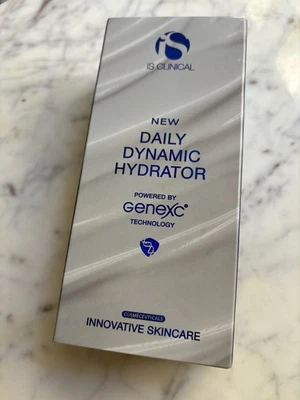 iS
iS CLINICAL
NEW
DAILY
DYNAMIC
HYDRATOR
POWERED BY
GENEXC®
TECHNOLOGY
COSMECEUTICALS
INNOVATIVE SKINCARE